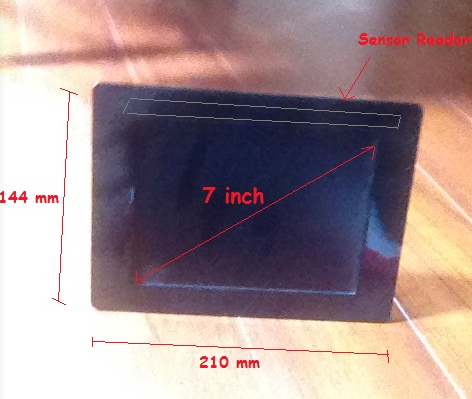 Sensor Reader
7 inch
144 mm
210 mm